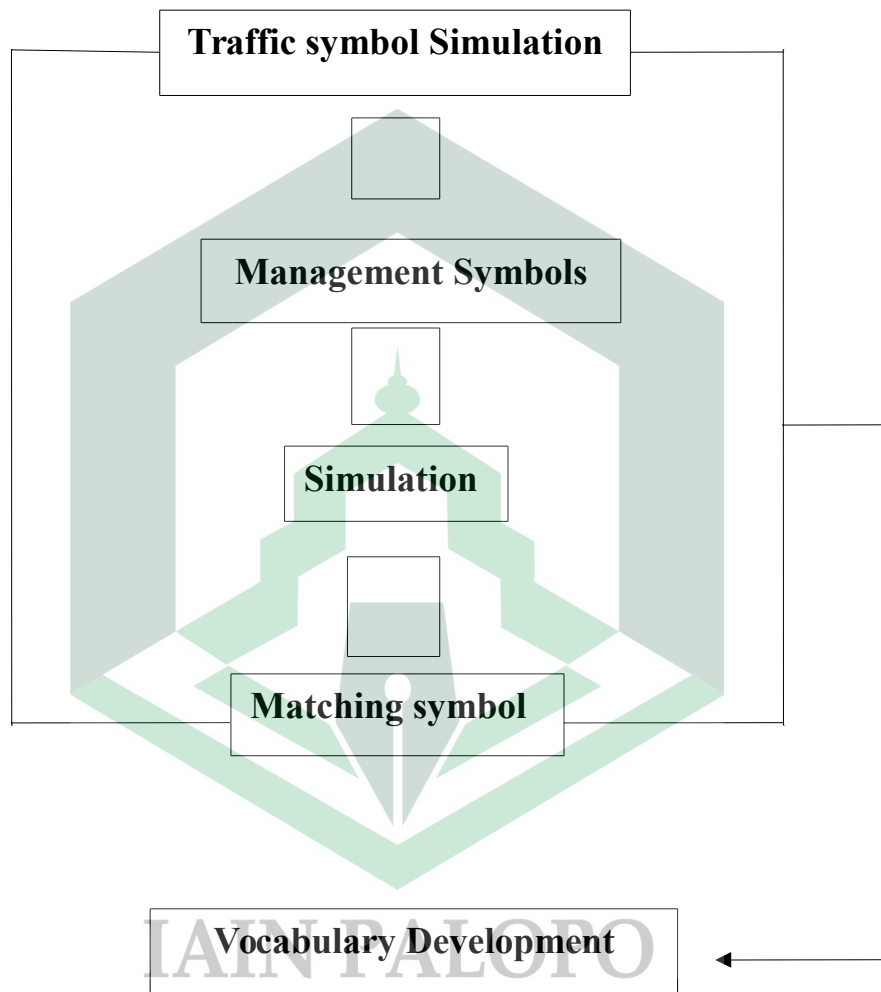 Traffic symbol Simulation
Management Symbols
Simulation
Matching symbol
Vocabulary Development
IAIN PALOPO